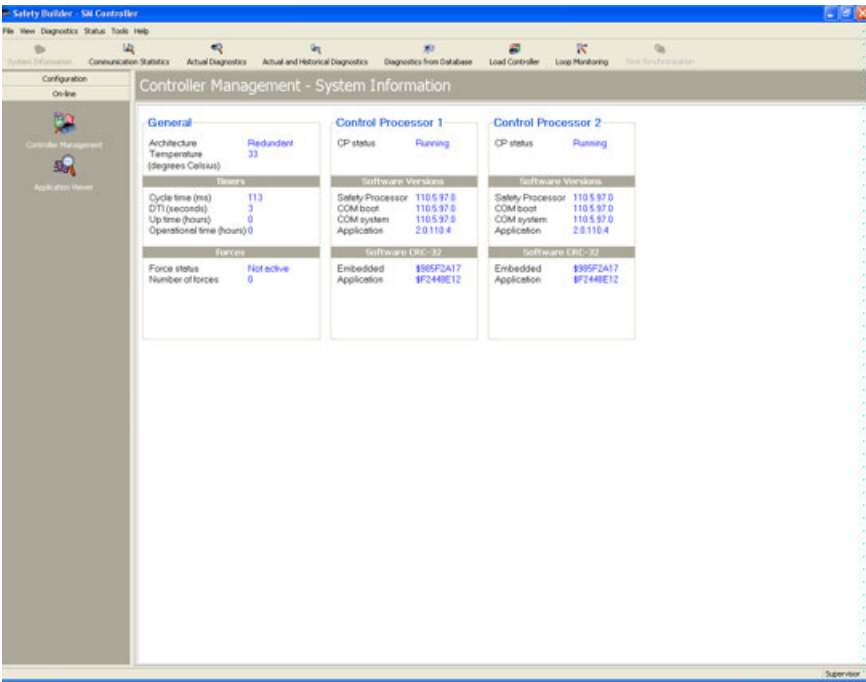 Safety Builder - SM Controller
File View Diagnostics Status Tools Help
System Information Communication Statistics Actual Diagnostics Actual and Historical Diagnostics Diagnostics from Database Load Controller Loop Monitoring Time Synchronization
Configuration
On-line
Controller Management
Application Viewer
Controller Management - System Information
General
Architecture Redundant
Temperature 33
(degrees Celsius)
Timers
Cycle time (ms) 113
DTI (seconds) 3
Up time (hours) 0
Operational time (hours) 0
Forces
Force status Not active
Number of forces 0
Control Processor 1
CP status Running
Software Versions
Safety Processor 110.5.97.0
COM boot 110.5.97.0
COM system 110.5.97.0
Application 2.0.110.4
Software CRC-32
Embedded $985F2A17
Application $F2448E12
Control Processor 2
CP status Running
Software Versions
Safety Processor 110.5.97.0
COM boot 110.5.97.0
COM system 110.5.97.0
Application 2.0.110.4
Software CRC-32
Embedded $985F2A17
Application $F2448E12
Supervisor